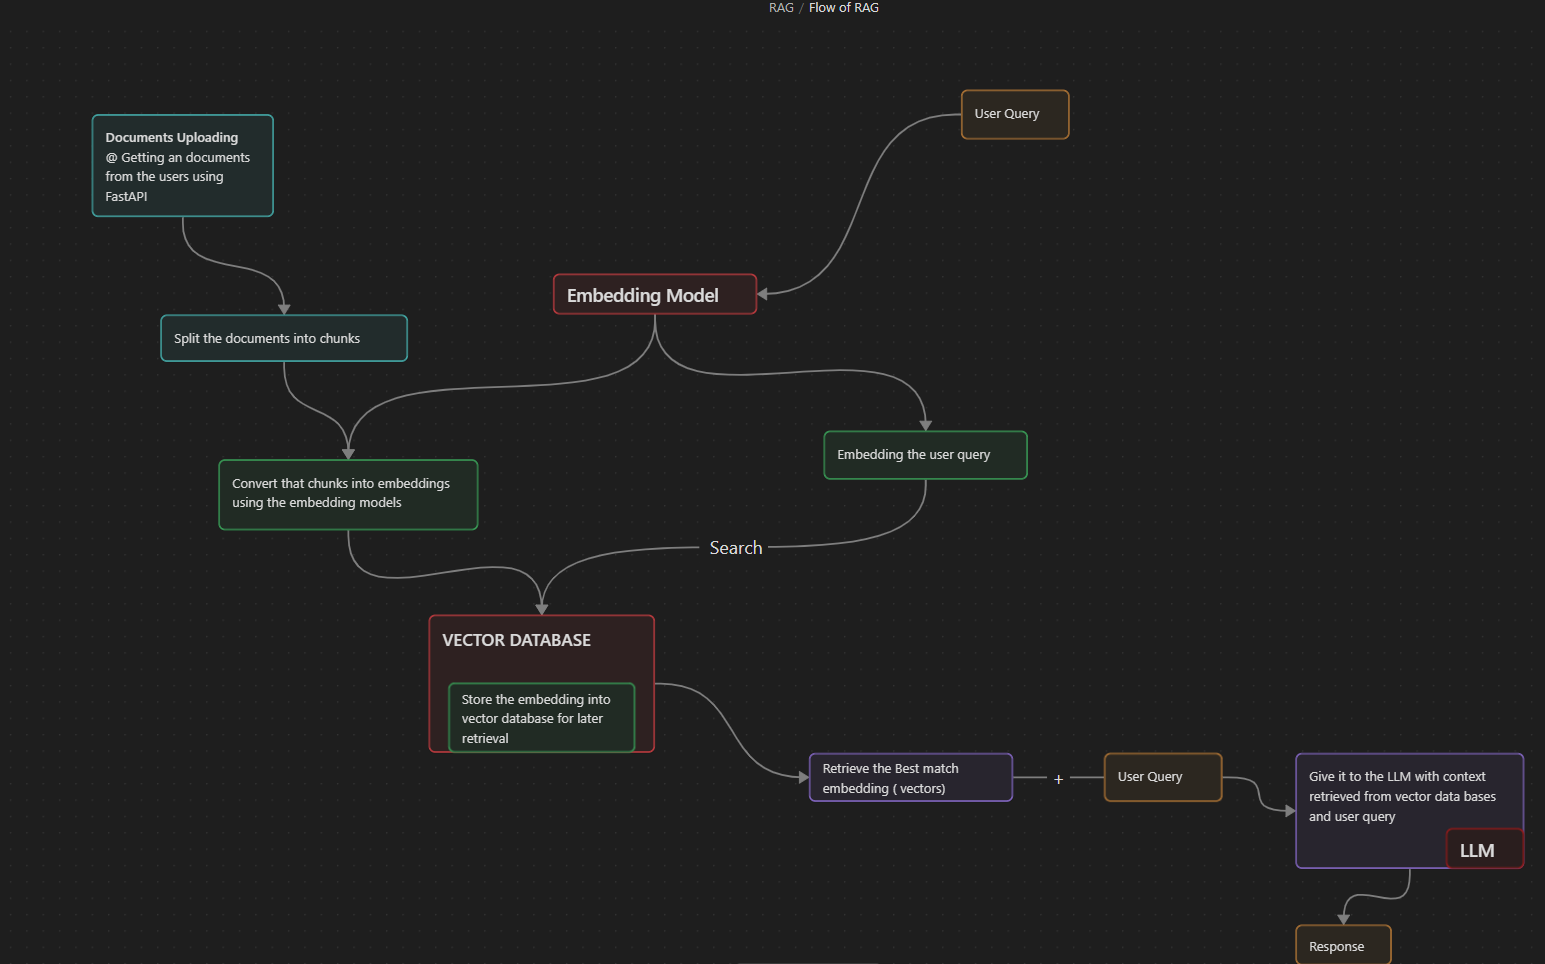 RAG / Flow of RAG
User Query
Documents Uploading
@ Getting an documents
from the users using
FastAPI
Embedding Model
Split the documents into chunks
Embedding the user query
Convert that chunks into embeddings
using the embedding models
Search
VECTOR DATABASE
Store the embedding into
vector database for later
retrieval
Retrieve the Best match
embedding ( vectors)
+
User Query
Give it to the LLM with context
retrieved from vector data bases
and user query
LLM
Response